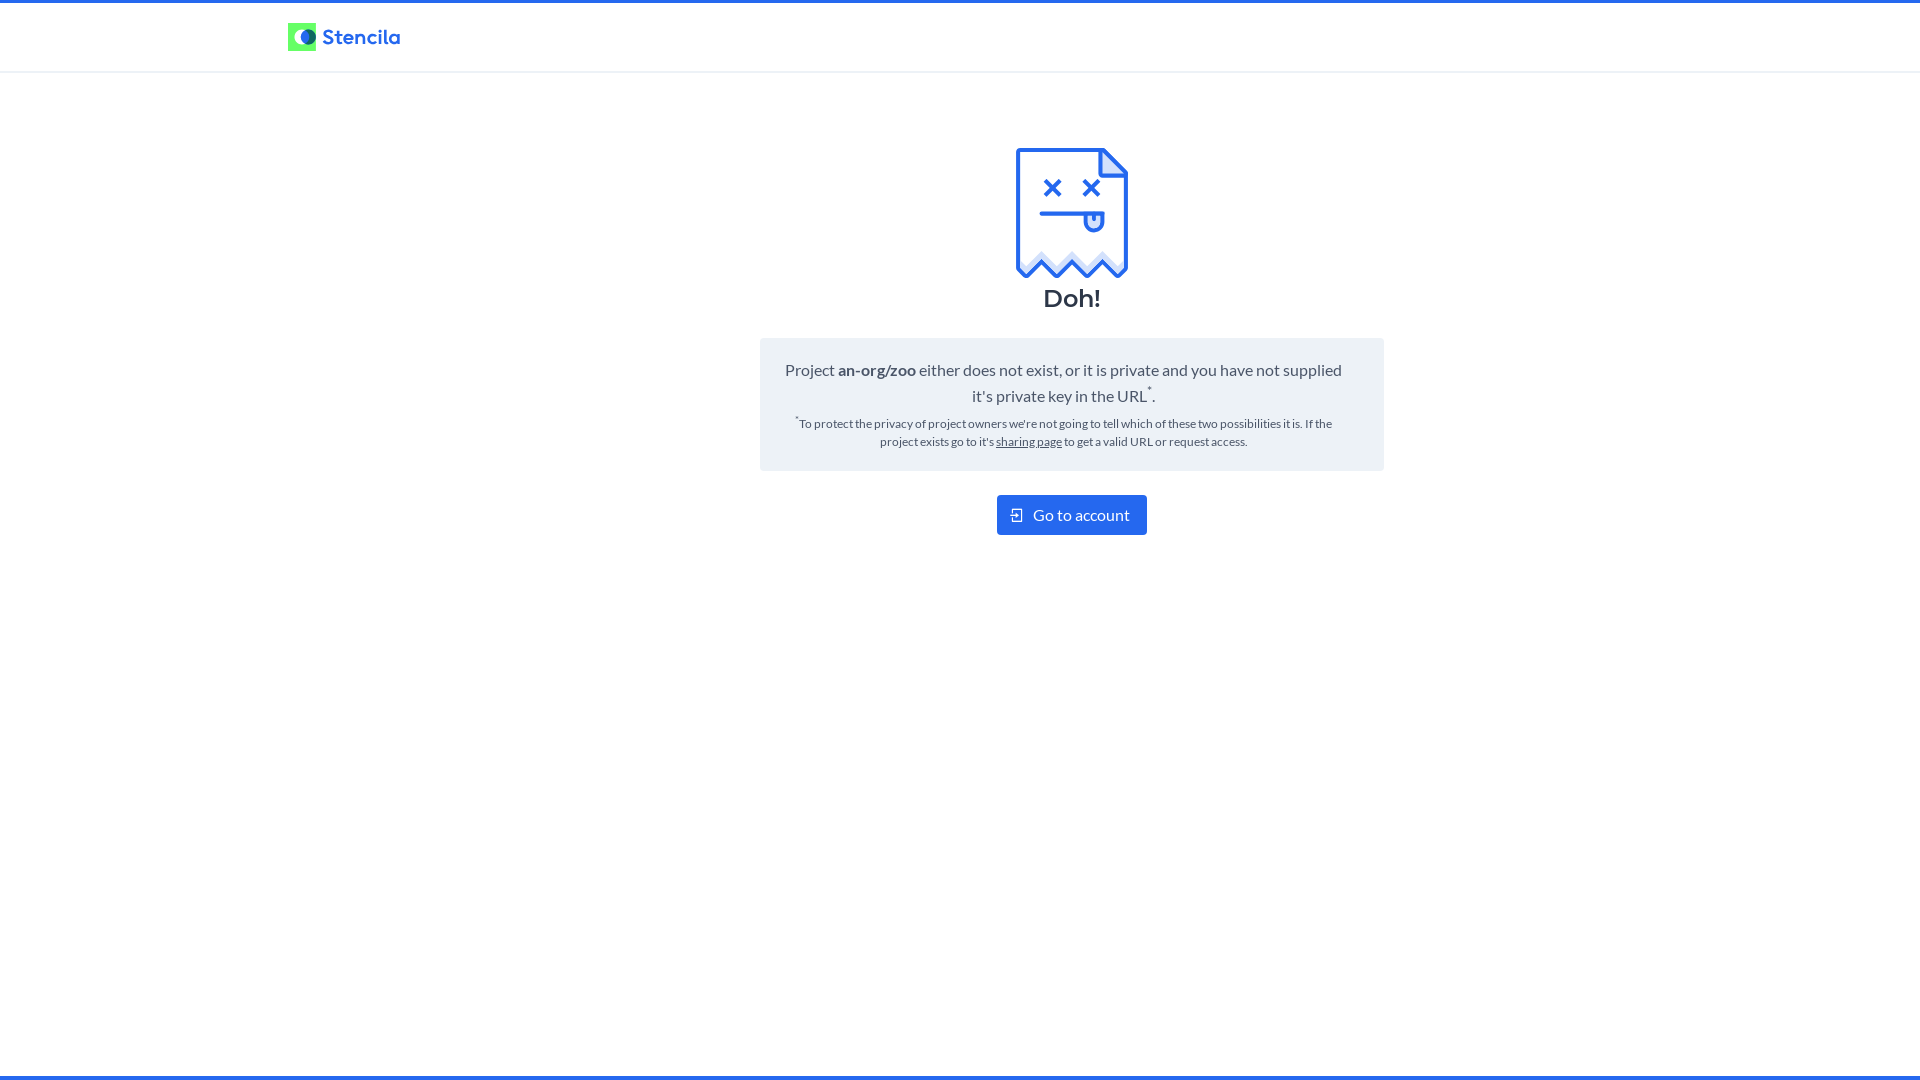 Stencila
Doh!
Project an-org/zoo either does not exist, or it is private and you have not supplied
it's private key in the URL*.
*To protect the privacy of project owners we're not going to tell which of these two possibilities it is. If the
project exists go to it's sharing page to get a valid URL or request access.
Go to account